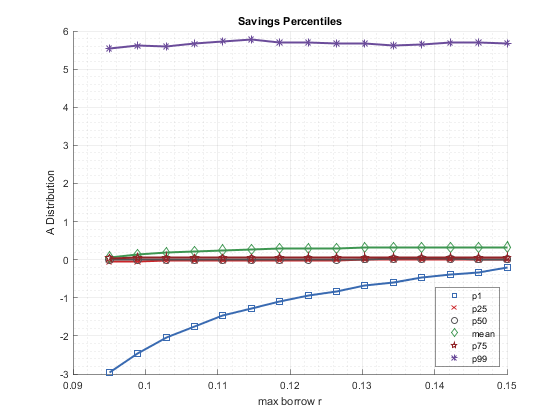 Savings Percentiles
6
5
4
3
2
1
0
-1
-2
-3
A Distribution
p1
p25
p50
mean
p75
p99
0.09
0.1
0.11
0.12
0.13
0.14
0.15
max borrow r